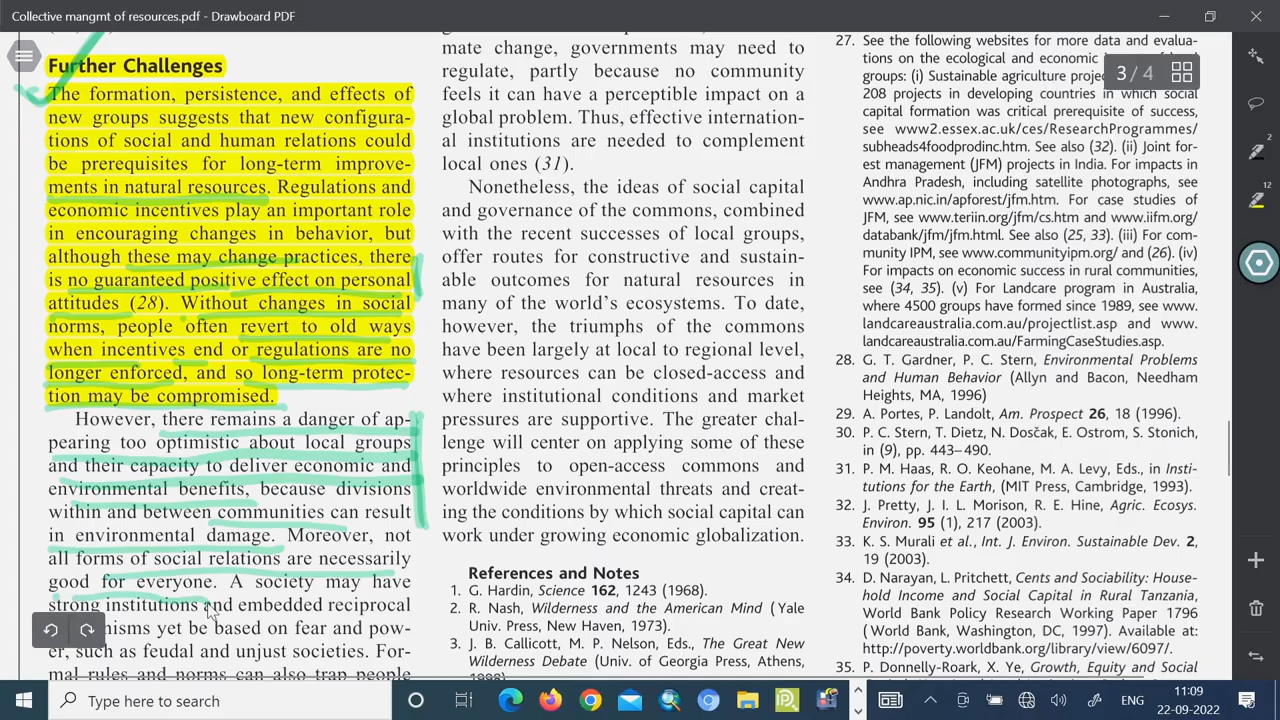 Collective mangmt of resources.pdf - Drawboard PDF
Further Challenges
The formation, persistence, and effects of
new groups suggests that new configura-
tions of social and human relations could
be prerequisites for long-term improve-
ments in natural resources. Regulations and
economic incentives play an important role
in encouraging changes in behavior, but
although these may change practices, there
is no guaranteed positive effect on personal
attitudes (28). Without changes in social
norms, people often revert to old ways
when incentives end or regulations are no
longer enforced, and so long-term protec-
tion may be compromised.
However, there remains a danger of ap-
pearing too optimistic about local groups
and their capacity to deliver economic and
environmental benefits, because divisions
within and between communities can result
in environmental damage. Moreover, not
all forms of social relations are necessarily
good for everyone. A society may have
strong institutions and embedded reciprocal
nisms yet be based on fear and pow-
er, such as feudal and unjust societies. For-
mal rules and norms can also trap people
mate change, governments may need to
regulate, partly because no community
feels it can have a perceptible impact on a
global problem. Thus, effective internation-
al institutions are needed to complement
local ones (31).
Nonetheless, the ideas of social capital
and governance of the commons, combined
with the recent successes of local groups,
offer routes for constructive and sustain-
able outcomes for natural resources in
many of the world's ecosystems. To date,
however, the triumphs of the commons
have been largely at local to regional level,
where resources can be closed-access and
where institutional conditions and market
pressures are supportive. The greater chal-
lenge will center on applying some of these
principles to open-access commons and
worldwide environmental threats and creat-
ing the conditions by which social capital can
work under growing economic globalization.
References and Notes
1. G. Hardin, Science 162, 1243 (1968).
2. R. Nash, Wilderness and the American Mind (Yale
Univ. Press, New Haven, 1973).
3. J. B. Callicott, M. P. Nelson, Eds., The Great New
Wilderness Debate (Univ. of Georgia Press, Athens,
1998).
27. See the following websites for more data and evalua-
tions on the ecological and economic
groups: (i) Sustainable agriculture projec
208 projects in developing countries in which social
capital formation was critical prerequisite of success,
see www2.essex.ac.uk/ces/ResearchProgrammes/
subheads4foodprodinc.htm. See also (32). (ii) Joint for-
est management (JFM) projects in India. For impacts in
Andhra Pradesh, including satellite photographs, see
www.ap.nic.in/apforest/jfm.htm. For case studies of
JFM, see www.teriin.org/jfm/cs.htm and www.iifm.org/
databank/jfm/jfm.html. See also (25, 33). (iii) For com-
munity IPM, see www.communityipm.org/ and (26). (iv)
For impacts on economic success in rural communities,
see (34, 35). (v) For Landcare program in Australia,
where 4500 groups have formed since 1989, see www.
landcareaustralia.com.au/projectlist.asp and www.
landcareaustralia.com.au/FarmingCaseStudies.asp.
28. G. T. Gardner, P. C. Stern, Environmental Problems
and Human Behavior (Allyn and Bacon, Needham
Heights, MA, 1996)
29. A. Portes, P. Landolt, Am. Prospect 26, 18 (1996).
30. P. C. Stern, T. Dietz, N. Dosčak, E. Ostrom, S. Stonich,
in (9), pp. 443–490.
31. P. M. Haas, R. O. Keohane, M. A. Levy, Eds., in Insti-
tutions for the Earth, (MIT Press, Cambridge, 1993).
32. J. Pretty, J. I. L. Morison, R. E. Hine, Agric. Ecosys.
Environ. 95 (1), 217 (2003).
33. K. S. Murali et al., Int. J. Environ. Sustainable Dev. 2,
19 (2003).
34. D. Narayan, L. Pritchett, Cents and Sociability: House-
hold Income and Social Capital in Rural Tanzania,
World Bank Policy Research Working Paper 1796
(World Bank, Washington, DC, 1997). Available at:
http://poverty.worldbank.org/library/view/6097/.
35. P. Donnelly-Roark, X. Ye, Growth, Equity and Social
3 / 4
2
12
Type here to search
ENG
11:09
22-09-2022